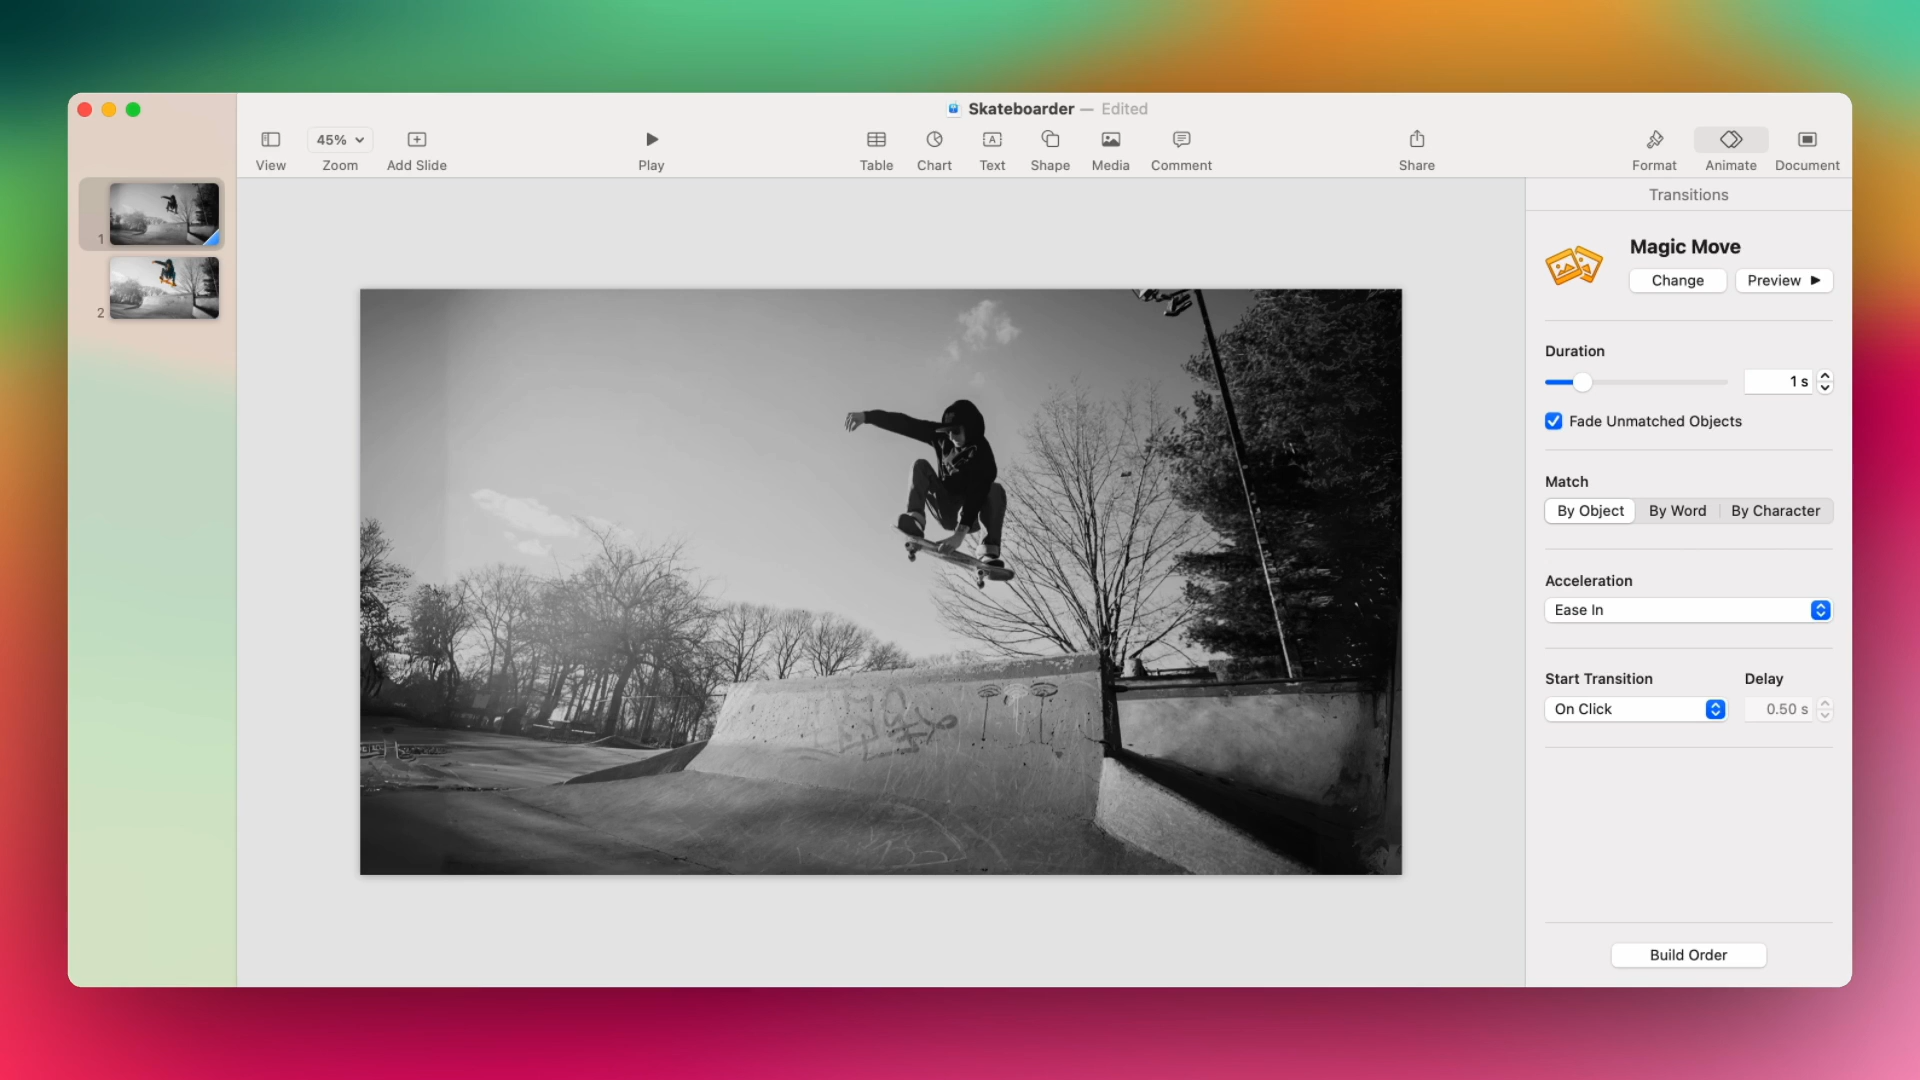 Skateboarder — Edited
45%
View Zoom Add Slide Play Table Chart Text Shape Media Comment Share Format Animate Document
1
2
Transitions
Magic Move
Change Preview
Duration
1 s
Fade Unmatched Objects
Match
By Object By Word By Character
Acceleration
Ease In
Start Transition Delay
On Click 0.50 s
Build Order